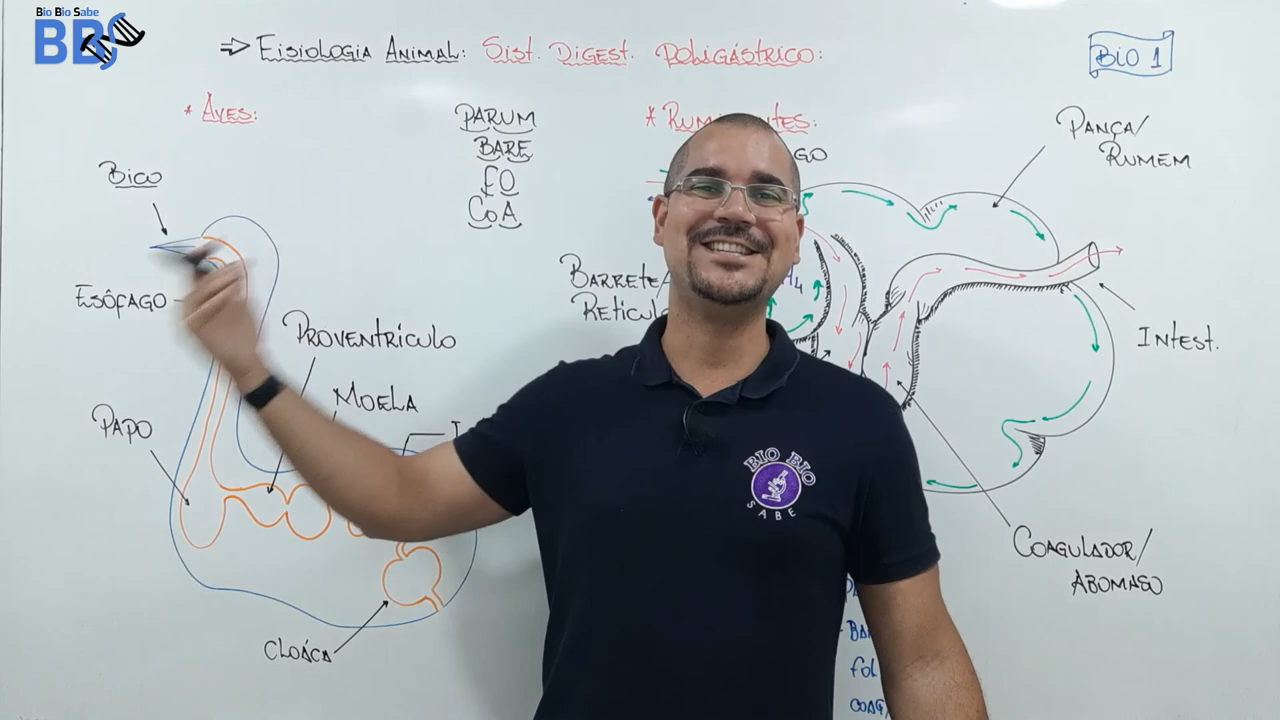 Bio Bio Sabe
BBS
⇒ Fisiologia Animal: Sist. Digest. Poligástrico:
BIO 1
* Aves:
PARUM
BARE
FO
CoA
Pança/
Rumem
Bico
Esôfago
Proventrículo
Moela
Papo
Cloáca
Barrete/
Intest.
Coagulador/
Abomaso
BIO BIO
SABE